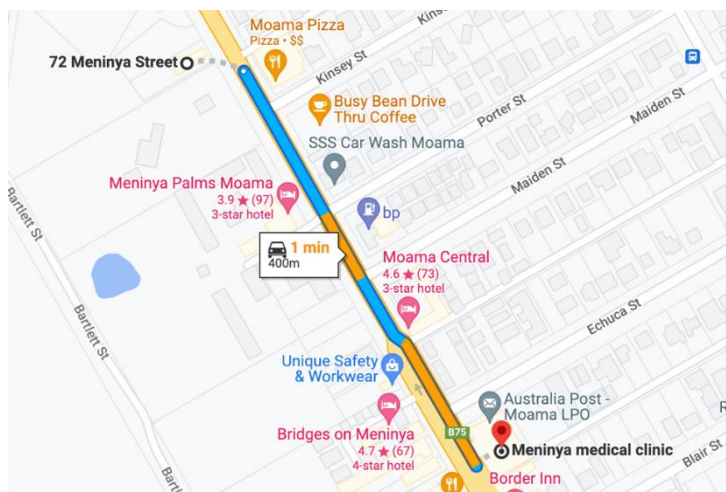 Moama Pizza
Pizza • $$
72 Meninya Street
Kinsey St
Busy Bean Drive
Thru Coffee
Porter St
Maiden St
SSS Car Wash Moama
Maiden St
Meninya Palms Moama
3.9 ★ (97)
3-star hotel
bp
Bartlett St
1 min
400m
Moama Central
4.6 ★ (73)
3-star hotel
Bartlett St
Echuca St
Unique Safety
& Workwear
Australia Post -
Moama LPO
R
Bridges on Meninya
4.7 ★ (67)
4-star hotel
B75
Meninya medical clinic
Blair St
Border Inn